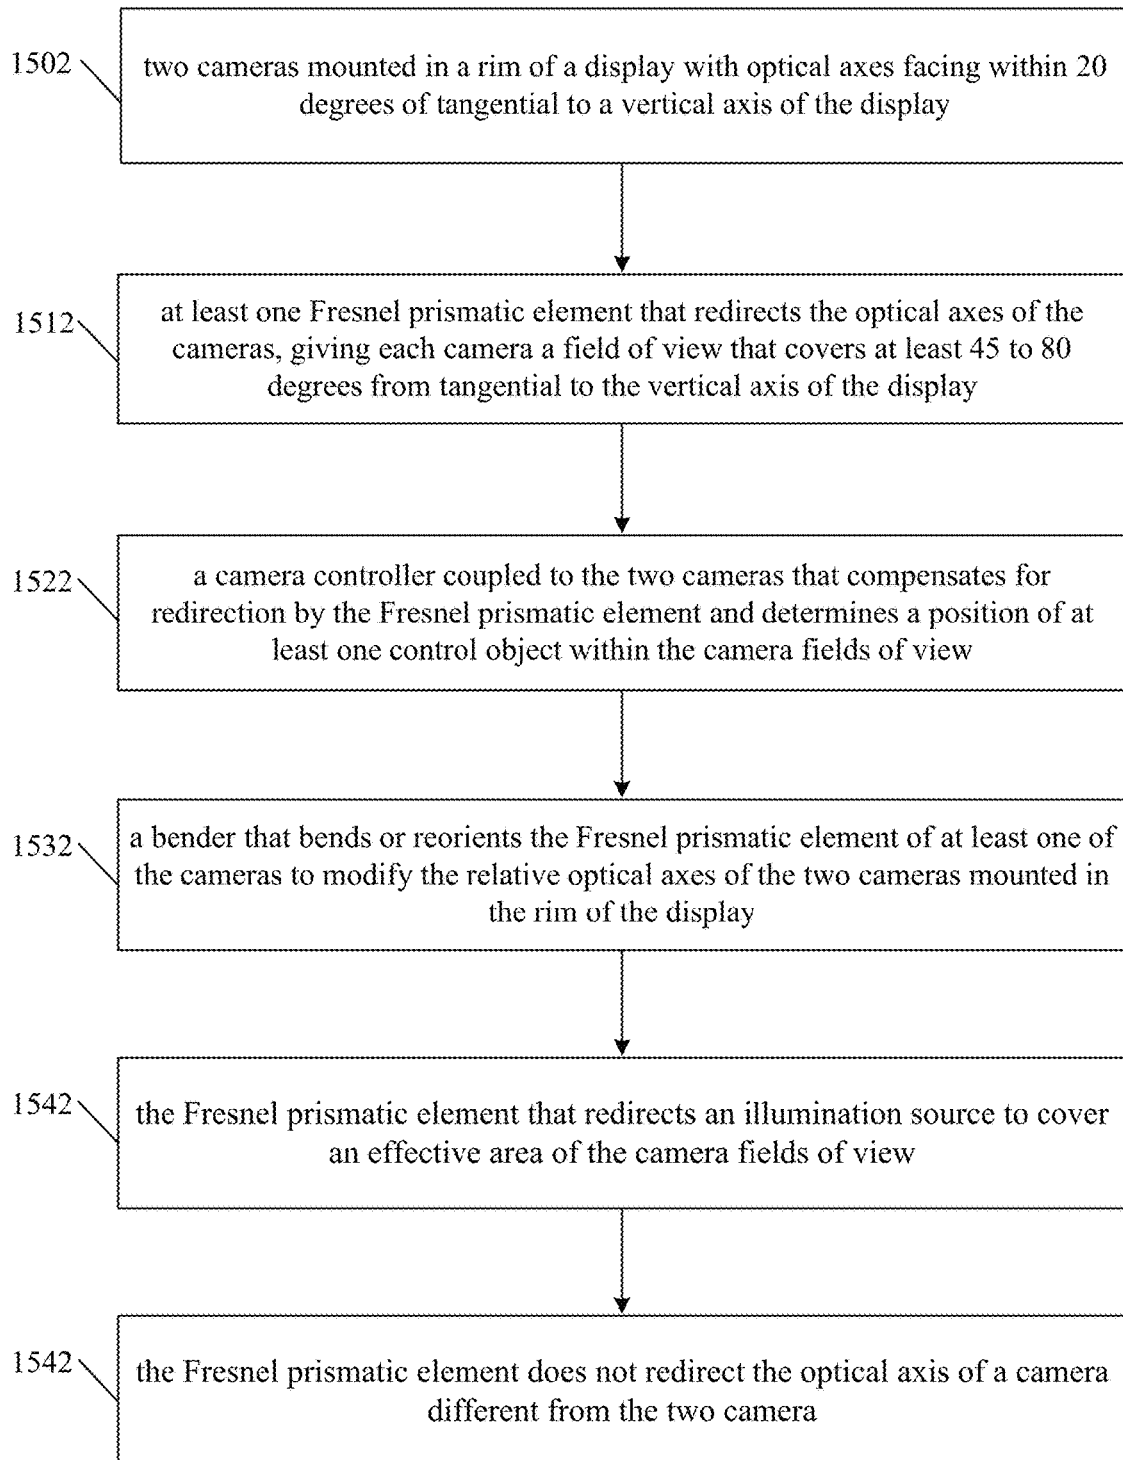 1502
two cameras mounted in a rim of a display with optical axes facing within 20
degrees of tangential to a vertical axis of the display
1512
at least one Fresnel prismatic element that redirects the optical axes of the
cameras, giving each camera a field of view that covers at least 45 to 80
degrees from tangential to the vertical axis of the display
1522
a camera controller coupled to the two cameras that compensates for
redirection by the Fresnel prismatic element and determines a position of at
least one control object within the camera fields of view
1532
a bender that bends or reorients the Fresnel prismatic element of at least one of
the cameras to modify the relative optical axes of the two cameras mounted in
the rim of the display
1542
the Fresnel prismatic element that redirects an illumination source to cover
an effective area of the camera fields of view
1542
the Fresnel prismatic element does not redirect the optical axis of a camera
different from the two camera